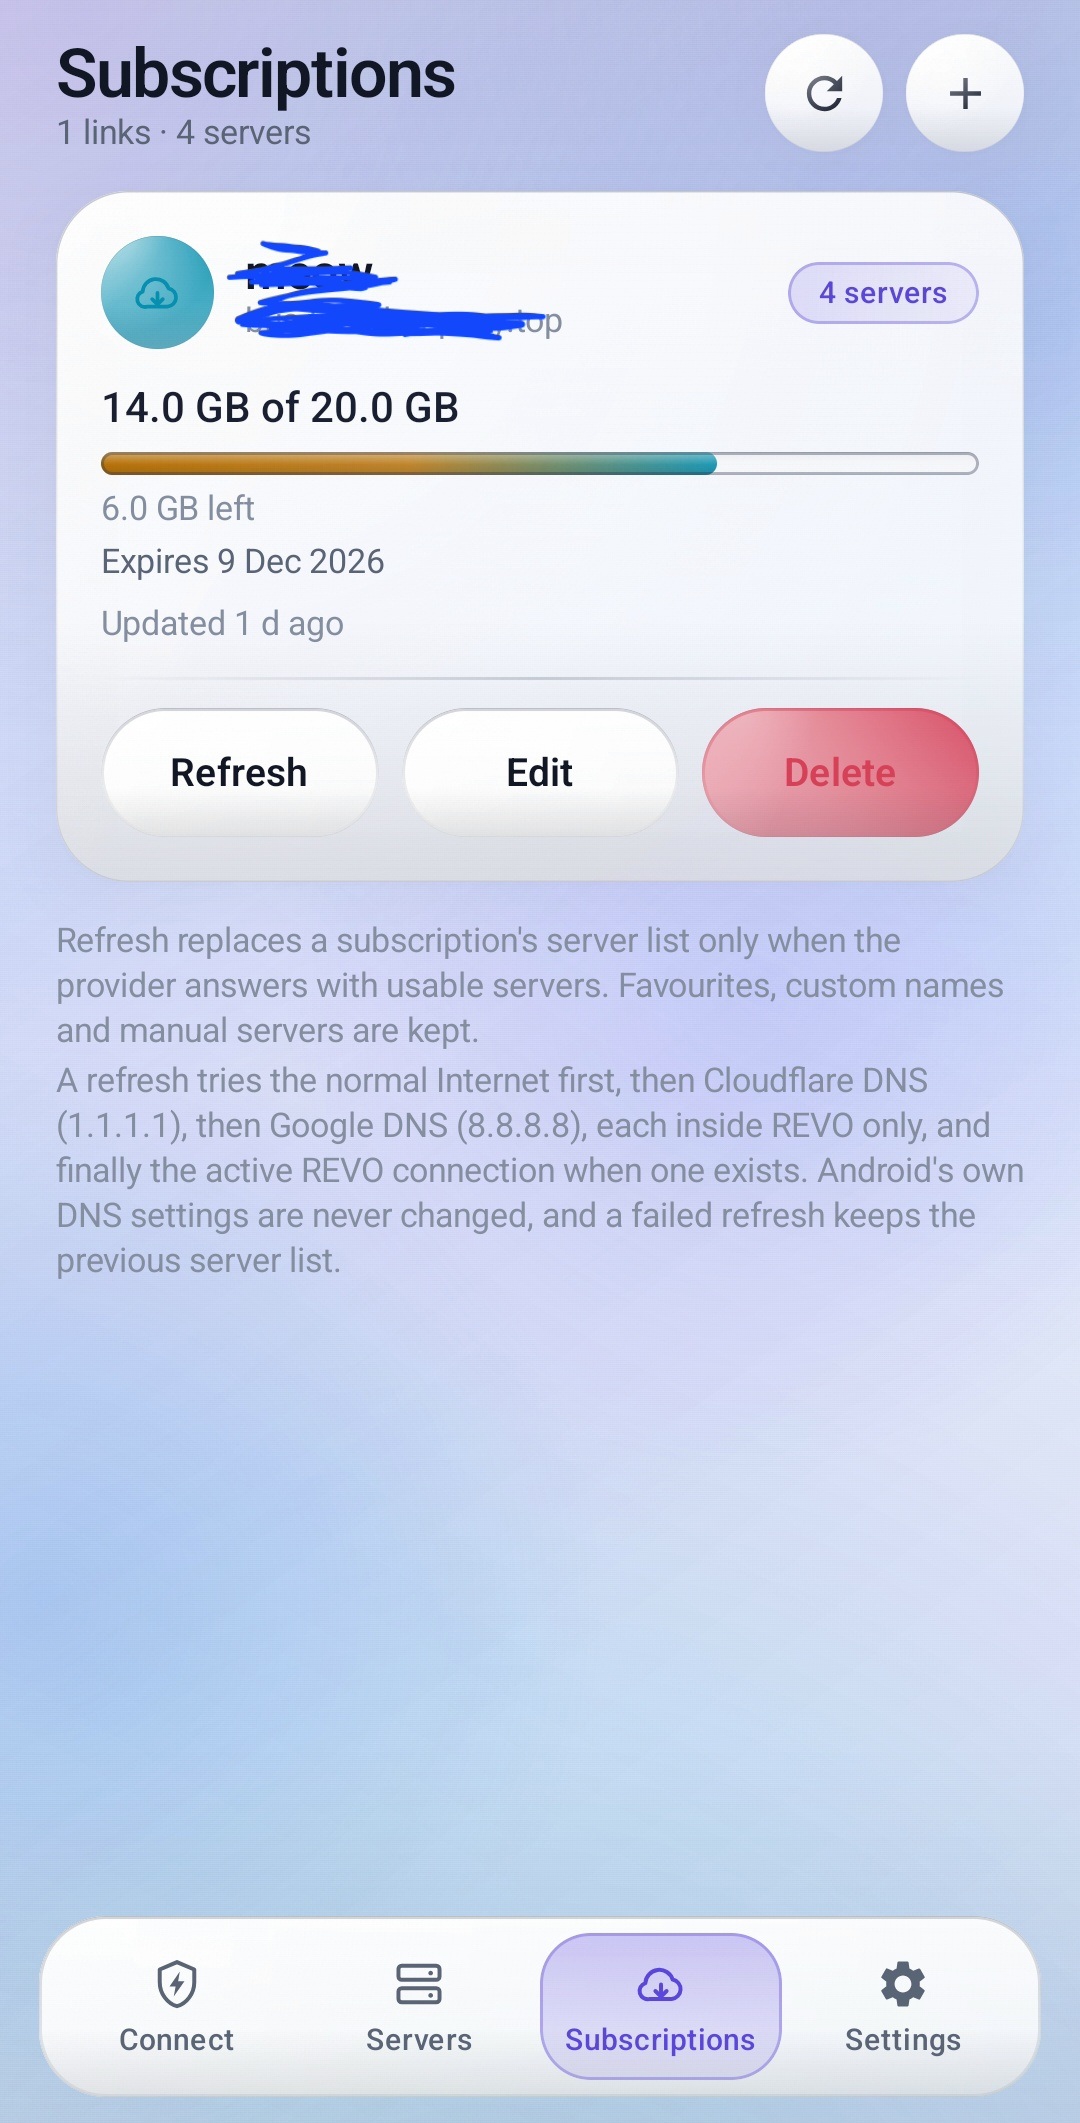 Subscriptions
1 links · 4 servers
4 servers
14.0 GB of 20.0 GB
6.0 GB left
Expires 9 Dec 2026
Updated 1 d ago
Refresh
Edit
Delete
Refresh replaces a subscription's server list only when the
provider answers with usable servers. Favourites, custom names
and manual servers are kept.
A refresh tries the normal Internet first, then Cloudflare DNS
(1.1.1.1), then Google DNS (8.8.8.8), each inside REVO only, and
finally the active REVO connection when one exists. Android's own
DNS settings are never changed, and a failed refresh keeps the
previous server list.
Connect
Servers
Subscriptions
Settings